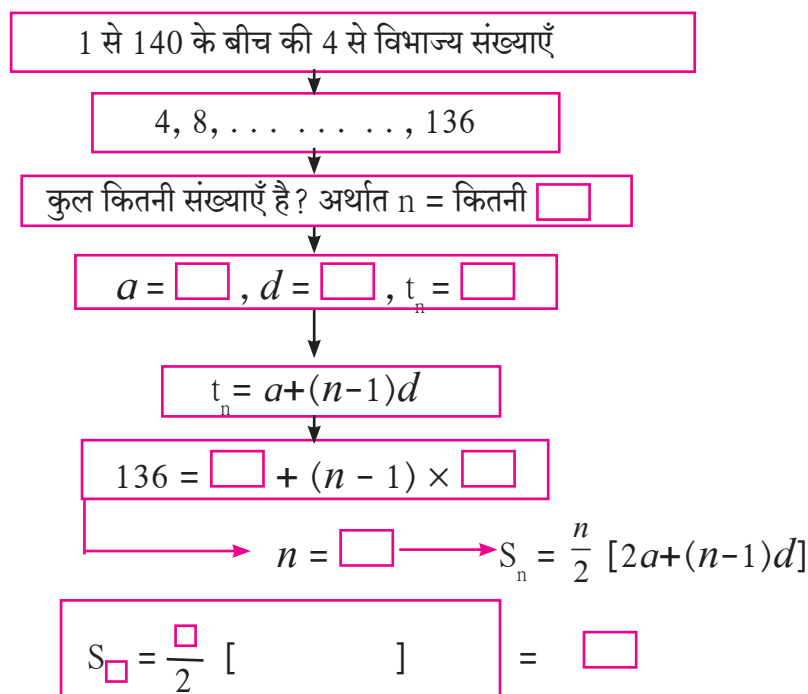 1 से 140 के बीच की 4 से विभाज्य संख्याएँ
4, 8, . . . . . . . . ., 136
कुल कितनी संख्याएँ है? अर्थात n = कितनी □
a = □ , d = □ , tₙ = □
tₙ = a+(n-1)d
136 = □ + (n - 1) × □
n = □ → Sₙ = n/2 [2a+(n-1)d]
S□ = □/2 [ ] = □